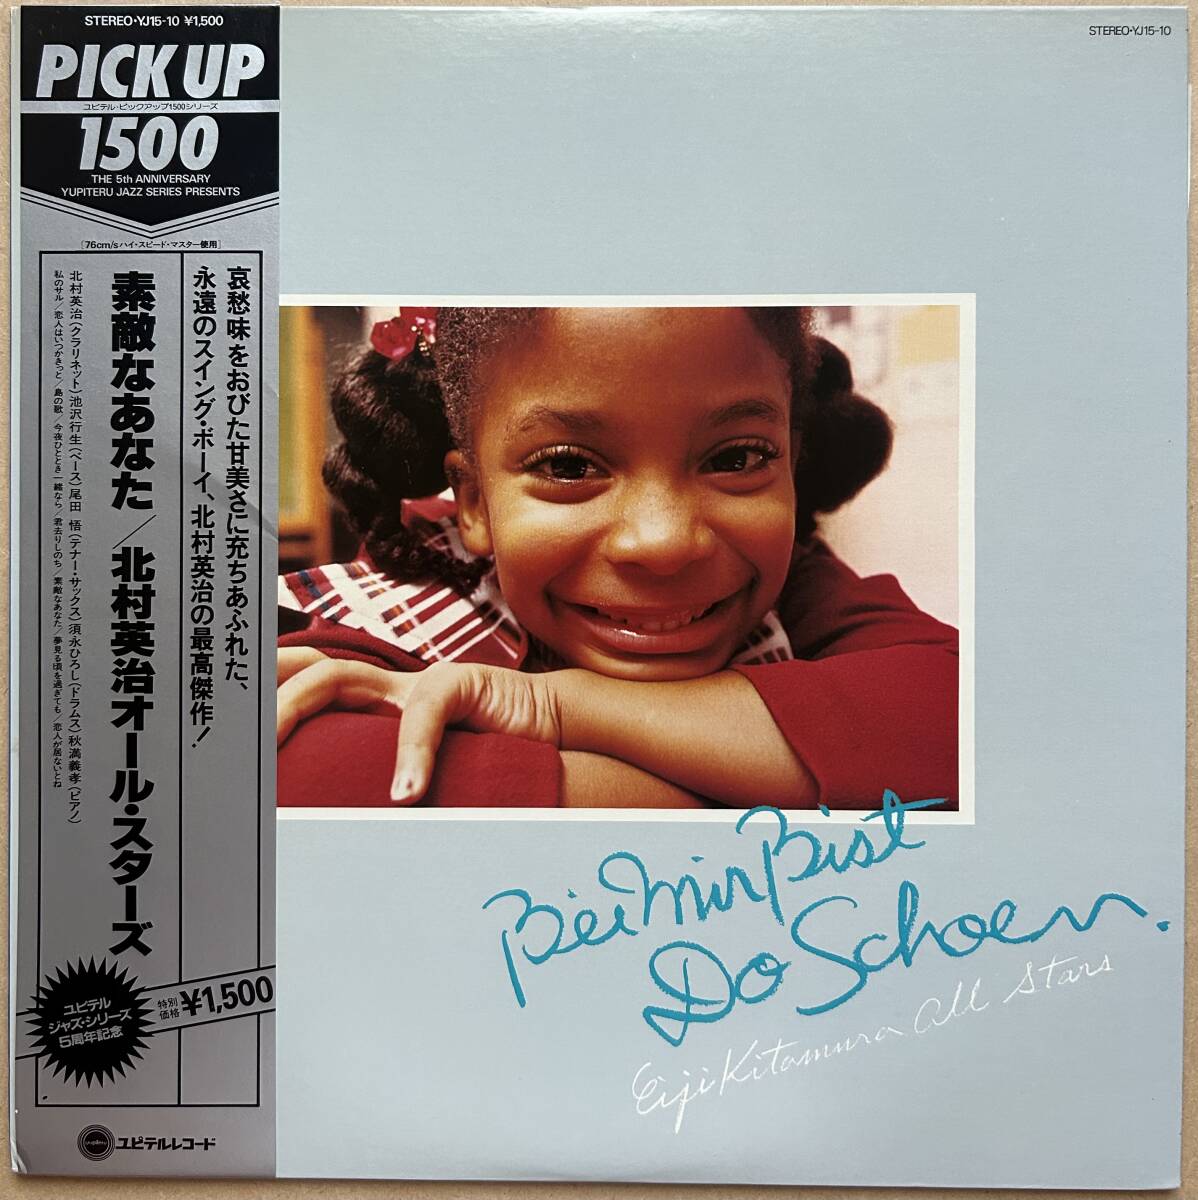 STEREO•YJ15-10 ¥1,500
PICK UP
ユピテル・ピックアップ1500シリーズ
1500
THE 5th ANNIVERSARY
YUPITERU JAZZ SERIES PRESENTS
[76cm/sハイ・スピード・マスター使用]
哀愁味をおびた甘美さに充ちあふれた、
永遠のスイング・ボーイ、北村英治の最高傑作!
素敵なあなた/北村英治オール・スターズ
北村英治(クラリネット)池沢行生(ベース)尾田 悟(テナー・サックス)須永ひろし(ドラムス)秋満義孝(ピアノ)
私のサル/恋人はいつかきっと/島の歌/今夜ひととき一緒なら/君去りしのち/素敵なあなた/夢見る頃を過ぎても/恋人が居ないとね
ユピテル
ジャズ・シリーズ
5周年記念
特別
価格
¥1,500
yupiteru
ユピテルレコード
STEREO•YJ15-10
Bei Mir Bist
Do Schoen.
Eiji Kitamura All Stars